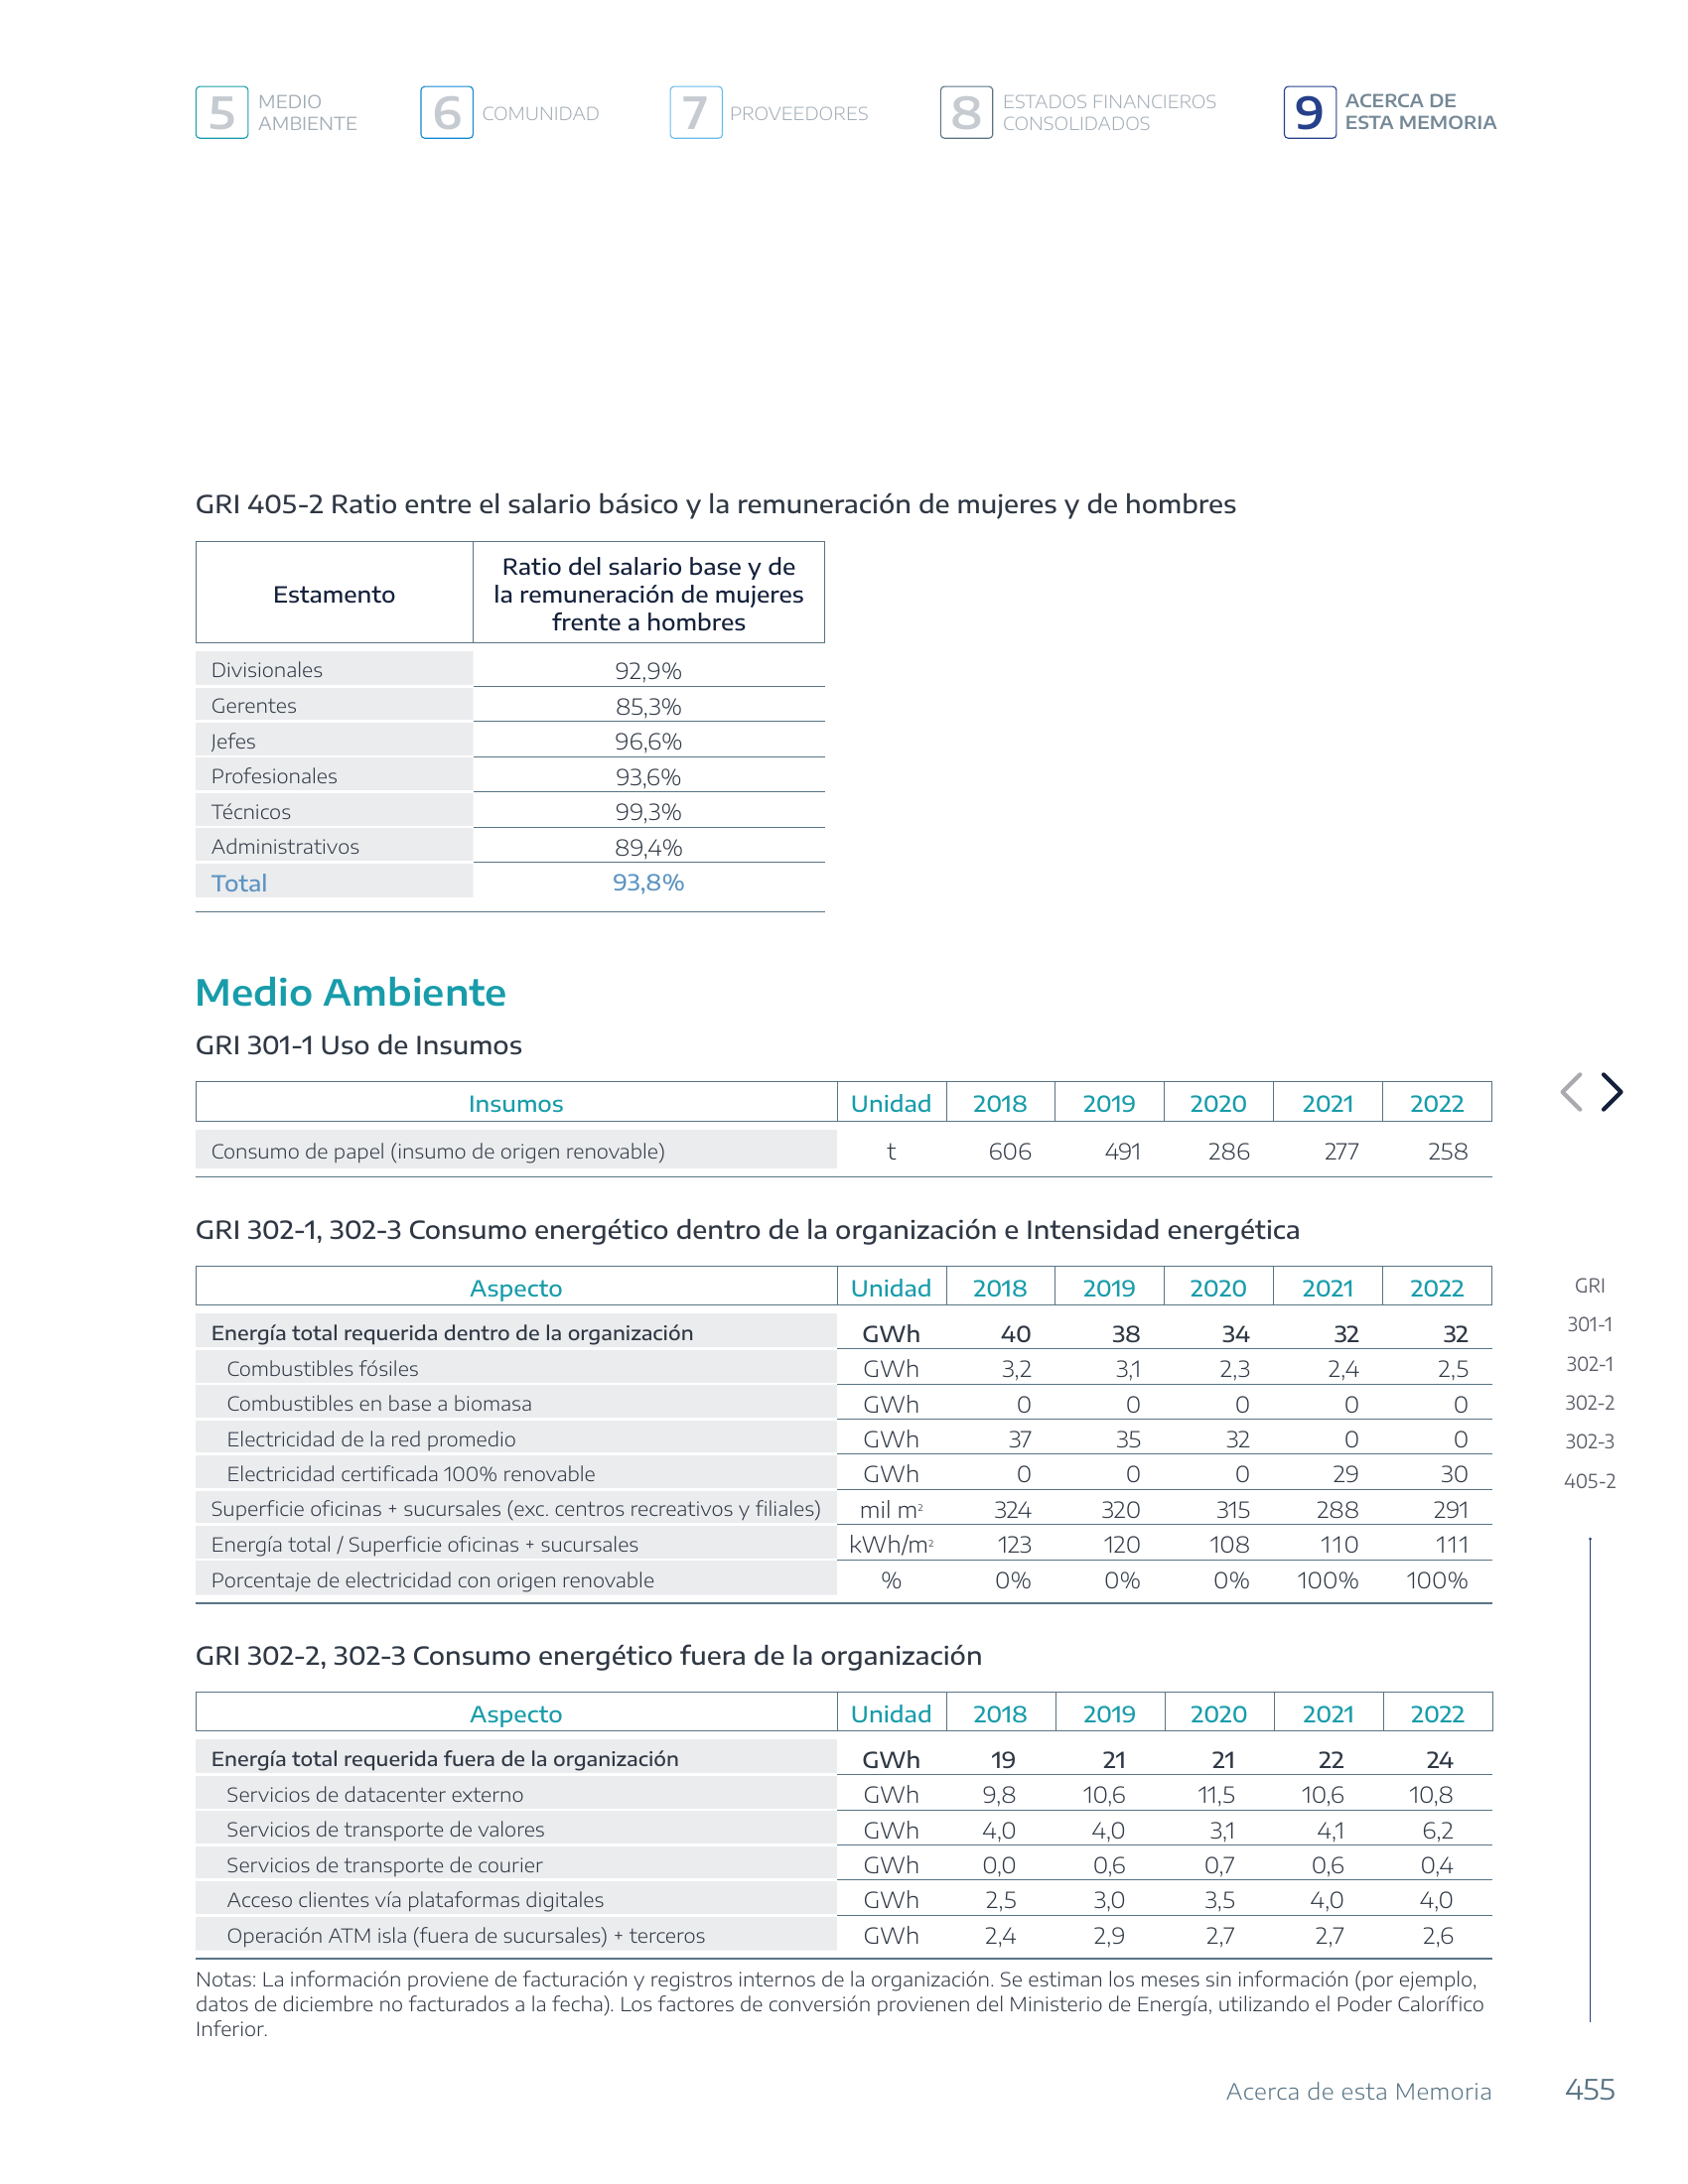 5 MEDIO AMBIENTE 6 COMUNIDAD 7 PROVEEDORES 8 ESTADOS FINANCIEROS CONSOLIDADOS 9 ACERCA DE ESTA MEMORIA
GRI 405-2 Ratio entre el salario básico y la remuneración de mujeres y de hombres
Estamento
Ratio del salario base y de
la remuneración de mujeres
frente a hombres
Divisionales 92,9%
Gerentes 85,3%
Jefes 96,6%
Profesionales 93,6%
Técnicos 99,3%
Administrativos 89,4%
Total 93,8%
Medio Ambiente
GRI 301-1 Uso de Insumos
Insumos Unidad 2018 2019 2020 2021 2022
Consumo de papel (insumo de origen renovable) t 606 491 286 277 258
GRI 302-1, 302-3 Consumo energético dentro de la organización e Intensidad energética
Aspecto Unidad 2018 2019 2020 2021 2022
Energía total requerida dentro de la organización GWh 40 38 34 32 32
Combustibles fósiles GWh 3,2 3,1 2,3 2,4 2,5
Combustibles en base a biomasa GWh 0 0 0 0 0
Electricidad de la red promedio GWh 37 35 32 0 0
Electricidad certificada 100% renovable GWh 0 0 0 29 30
Superficie oficinas + sucursales (exc. centros recreativos y filiales) mil m² 324 320 315 288 291
Energía total / Superficie oficinas + sucursales kWh/m² 123 120 108 110 111
Porcentaje de electricidad con origen renovable % 0% 0% 0% 100% 100%
GRI 302-2, 302-3 Consumo energético fuera de la organización
Aspecto Unidad 2018 2019 2020 2021 2022
Energía total requerida fuera de la organización GWh 19 21 21 22 24
Servicios de datacenter externo GWh 9,8 10,6 11,5 10,6 10,8
Servicios de transporte de valores GWh 4,0 4,0 3,1 4,1 6,2
Servicios de transporte de courier GWh 0,0 0,6 0,7 0,6 0,4
Acceso clientes vía plataformas digitales GWh 2,5 3,0 3,5 4,0 4,0
Operación ATM isla (fuera de sucursales) + terceros GWh 2,4 2,9 2,7 2,7 2,6
Notas: La información proviene de facturación y registros internos de la organización. Se estiman los meses sin información (por ejemplo,
datos de diciembre no facturados a la fecha). Los factores de conversión provienen del Ministerio de Energía, utilizando el Poder Calorífico
Inferior.
GRI
301-1
302-1
302-2
302-3
405-2
Acerca de esta Memoria 455